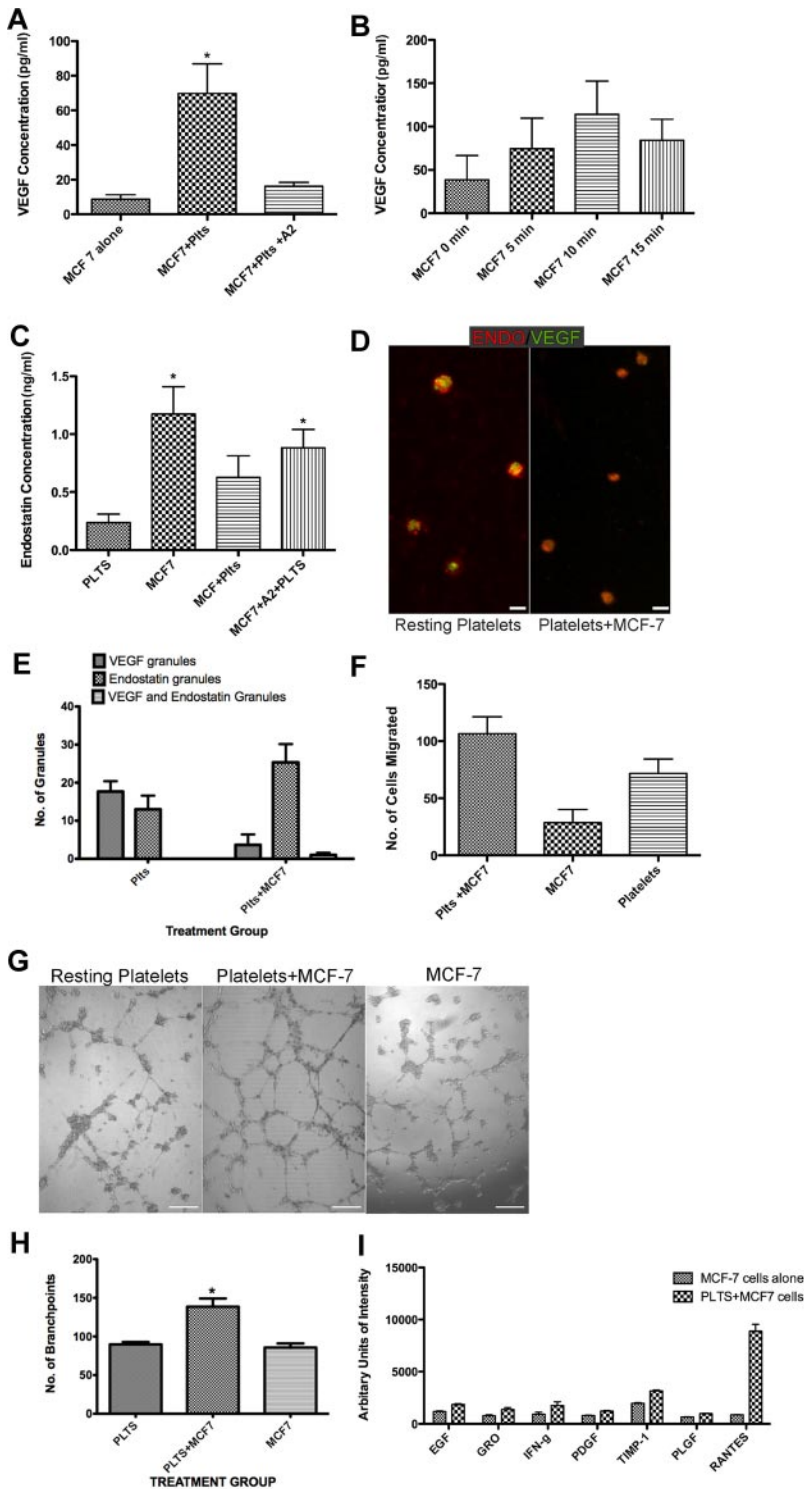 A
VEGF Concentration (pg/ml)
100
80
60
40
20
0
*
MCF 7 alone
MCF7+Plts
MCF7+Plts +A2
B
VEGF Concentration (pg/ml)
200
150
100
50
0
MCF7 0 min
MCF7 5 min
MCF7 10 min
MCF7 15 min
C
Endostatin Concentration (ng/ml)
1.5
1.0
0.5
0.0
*
*
PLTS
MCF7
MCF+Plts
MCF7+A2+PLTS
D
ENDO/VEGF
Resting Platelets
Platelets+MCF-7
E
VEGF granules
Endostatin granules
VEGF and Endostatin Granules
No. of Granules
40
30
20
10
0
Plts
Plts+MCF7
Treatment Group
F
No. of Cells Migrated
150
100
50
0
Plts +MCF7
MCF7
Platelets
G
Resting Platelets
Platelets+MCF-7
MCF-7
H
No. of Branchpoints
200
150
100
50
0
*
PLTS
PLTS+MCF7
MCF7
TREATMENT GROUP
I
Arbitary Units of Intensity
15000
10000
5000
0
MCF-7 cells alone
PLTS+MCF7 cells
EGF
GRO
IFN-g
PDGF
TIMP-1
PLGF
RANTES